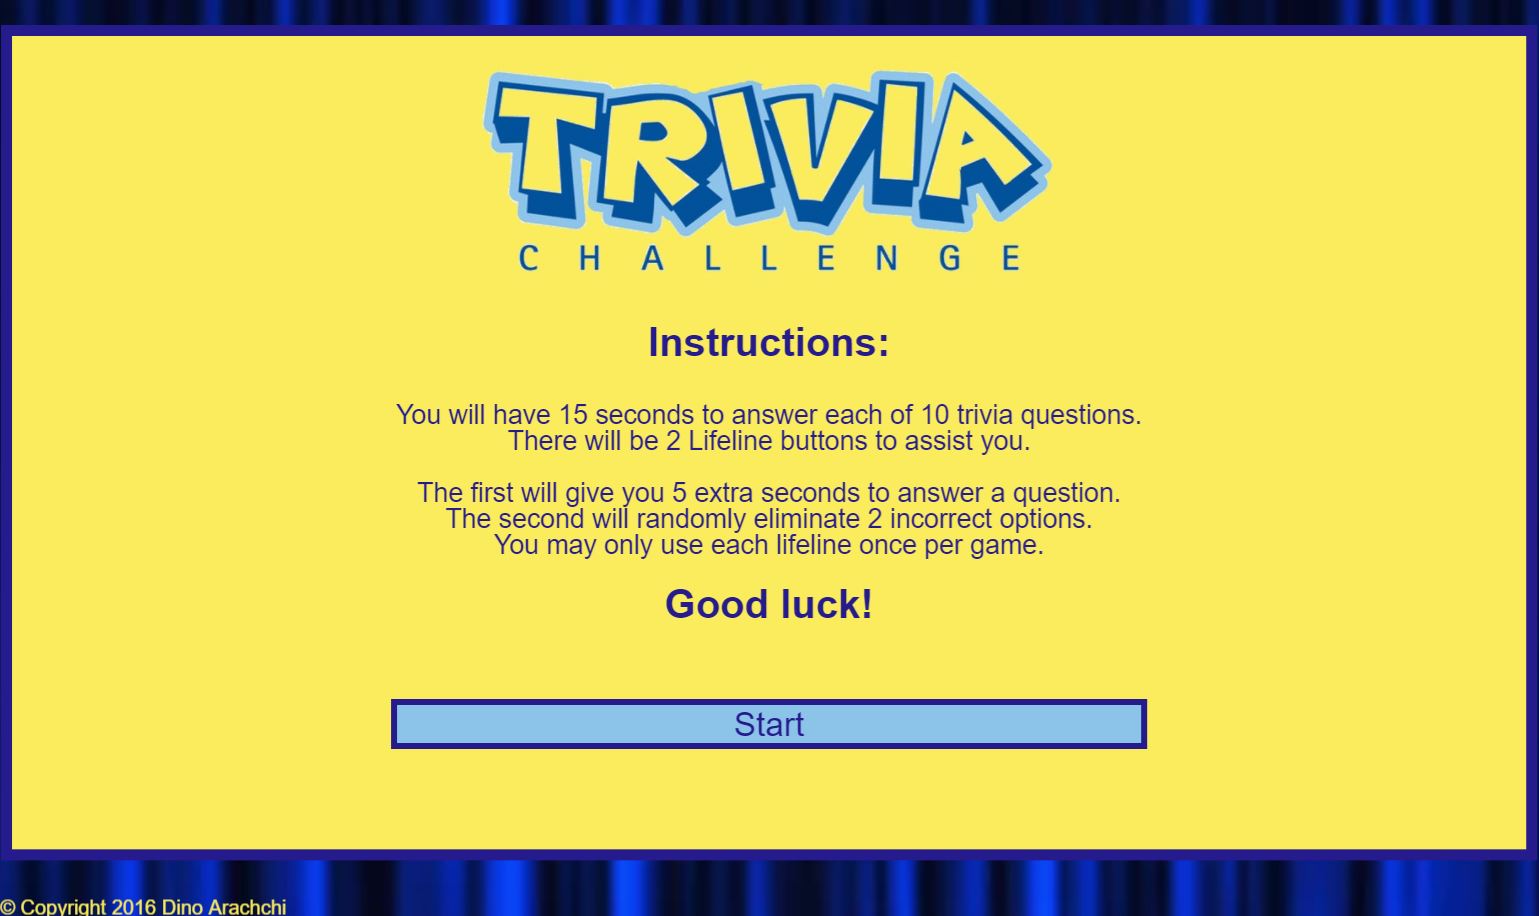 TRIVIA
CHALLENGE
Instructions:
You will have 15 seconds to answer each of 10 trivia questions.
There will be 2 Lifeline buttons to assist you.
The first will give you 5 extra seconds to answer a question.
The second will randomly eliminate 2 incorrect options.
You may only use each lifeline once per game.
Good luck!
Start
© Copyright 2016 Dino Arachchi